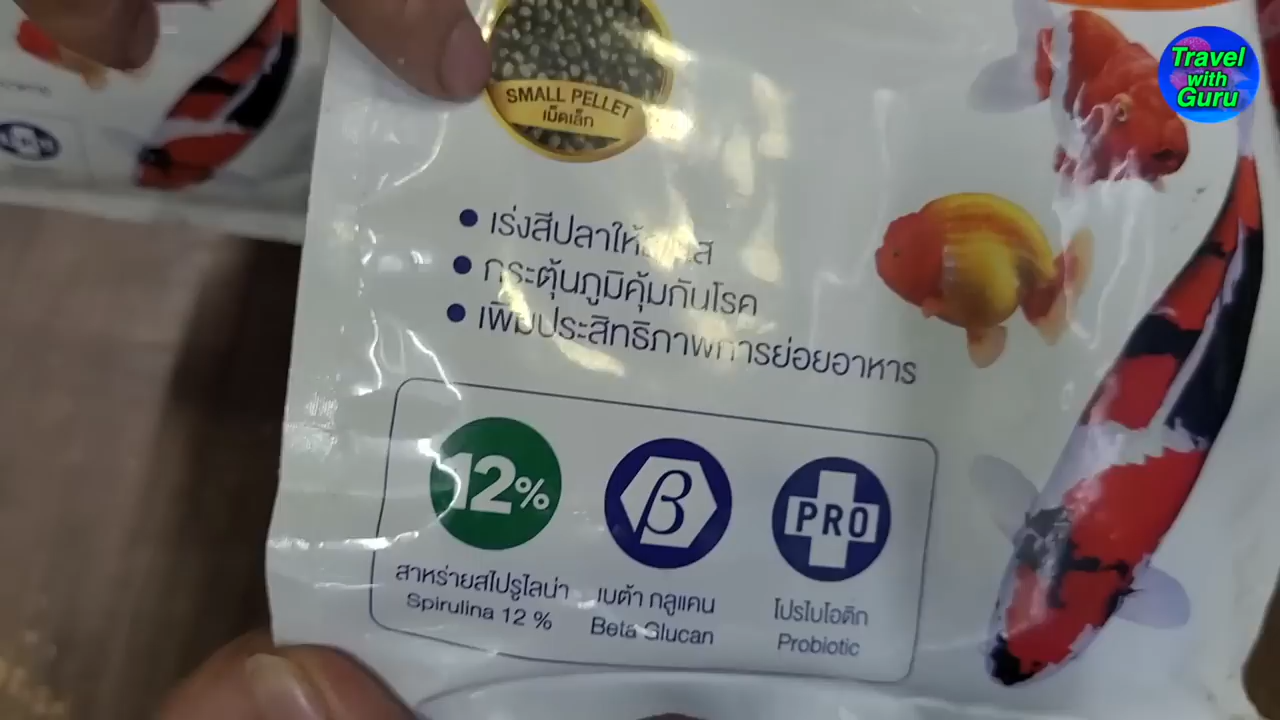 Travel
with
Guru
SMALL PELLET
เม็ดเล็ก
● เร่งสีปลาให้
● กระตุ้นภูมิคุ้มกันโรค
● เพิ่มประสิทธิภาพการย่อยอาหาร
12%
β
PRO
สาหร่ายสไปรูไลน่า
Spirulina 12 %
เบต้า กลูแคน
Beta Glucan
โปรไบโอติก
Probiotic